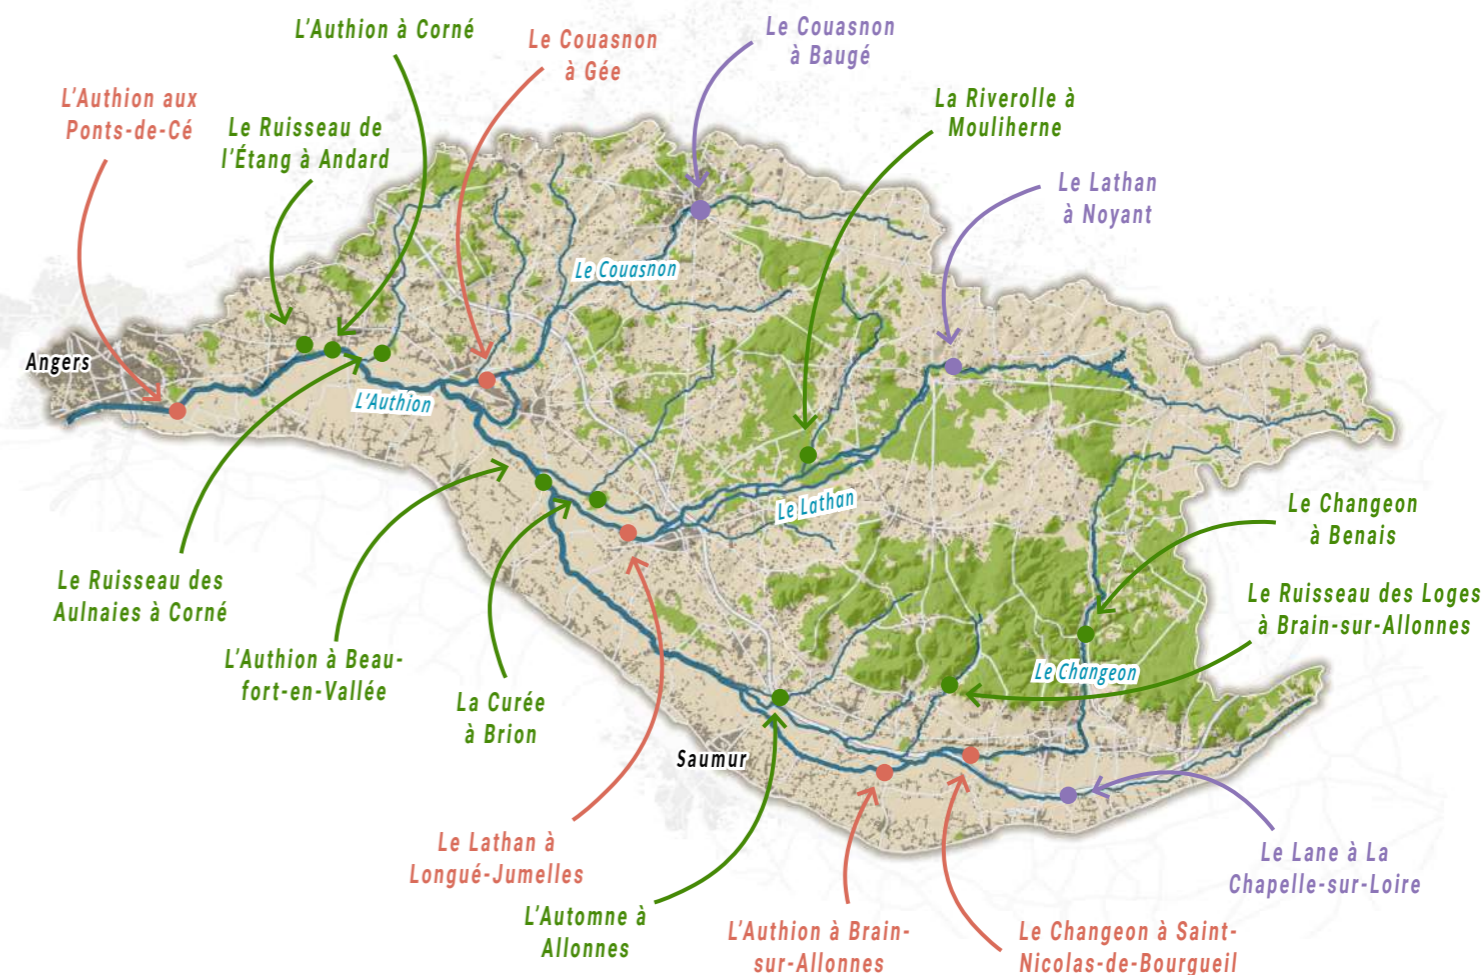 L'Authion à Corné
Le Couasnon
à Gée
Le Couasnon
à Baugé
L'Authion aux
Ponts-de-Cé
Le Ruisseau de
l'Étang à Andard
La Riverolle à
Mouliherne
Le Lathan
à Noyant
Le Couasnon
Angers
L'Authion
Le Lathan
Le Changeon
à Benais
Le Ruisseau des
Aulnaies à Corné
Le Ruisseau des Loges
à Brain-sur-Allonnes
L'Authion à Beau-
fort-en-Vallée
Le Changeon
La Curée
à Brion
Saumur
Le Lathan à
Longué-Jumelles
Le Lane à La
Chapelle-sur-Loire
L'Automne à
Allonnes
L'Authion à Brain-
sur-Allonnes
Le Changeon à Saint-
Nicolas-de-Bourgueil